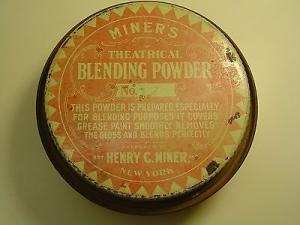 MINER'S
THEATRICAL
BLENDING POWDER
No.
THIS POWDER IS PREPARED ESPECIALLY
FOR BLENDING PURPOSES IT COVERS
GREASE PAINT SMOOTHLY REMOVES
THE GLOSS AND BLENDS PERFECTLY
HENRY C. MINER,
NEW YORK